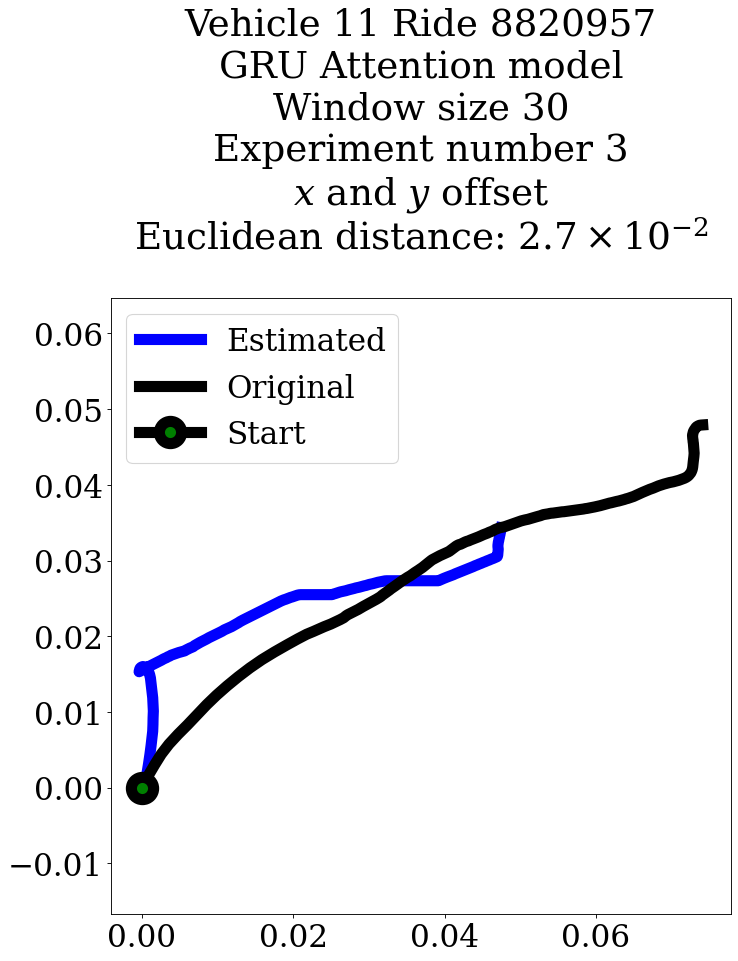 Vehicle 11 Ride 8820957
GRU Attention model
Window size 30
Experiment number 3
x and y offset
Euclidean distance: 2.7 × 10⁻²
Estimated
Original
Start
0.06
0.05
0.04
0.03
0.02
0.01
0.00
−0.01
0.00 0.02 0.04 0.06